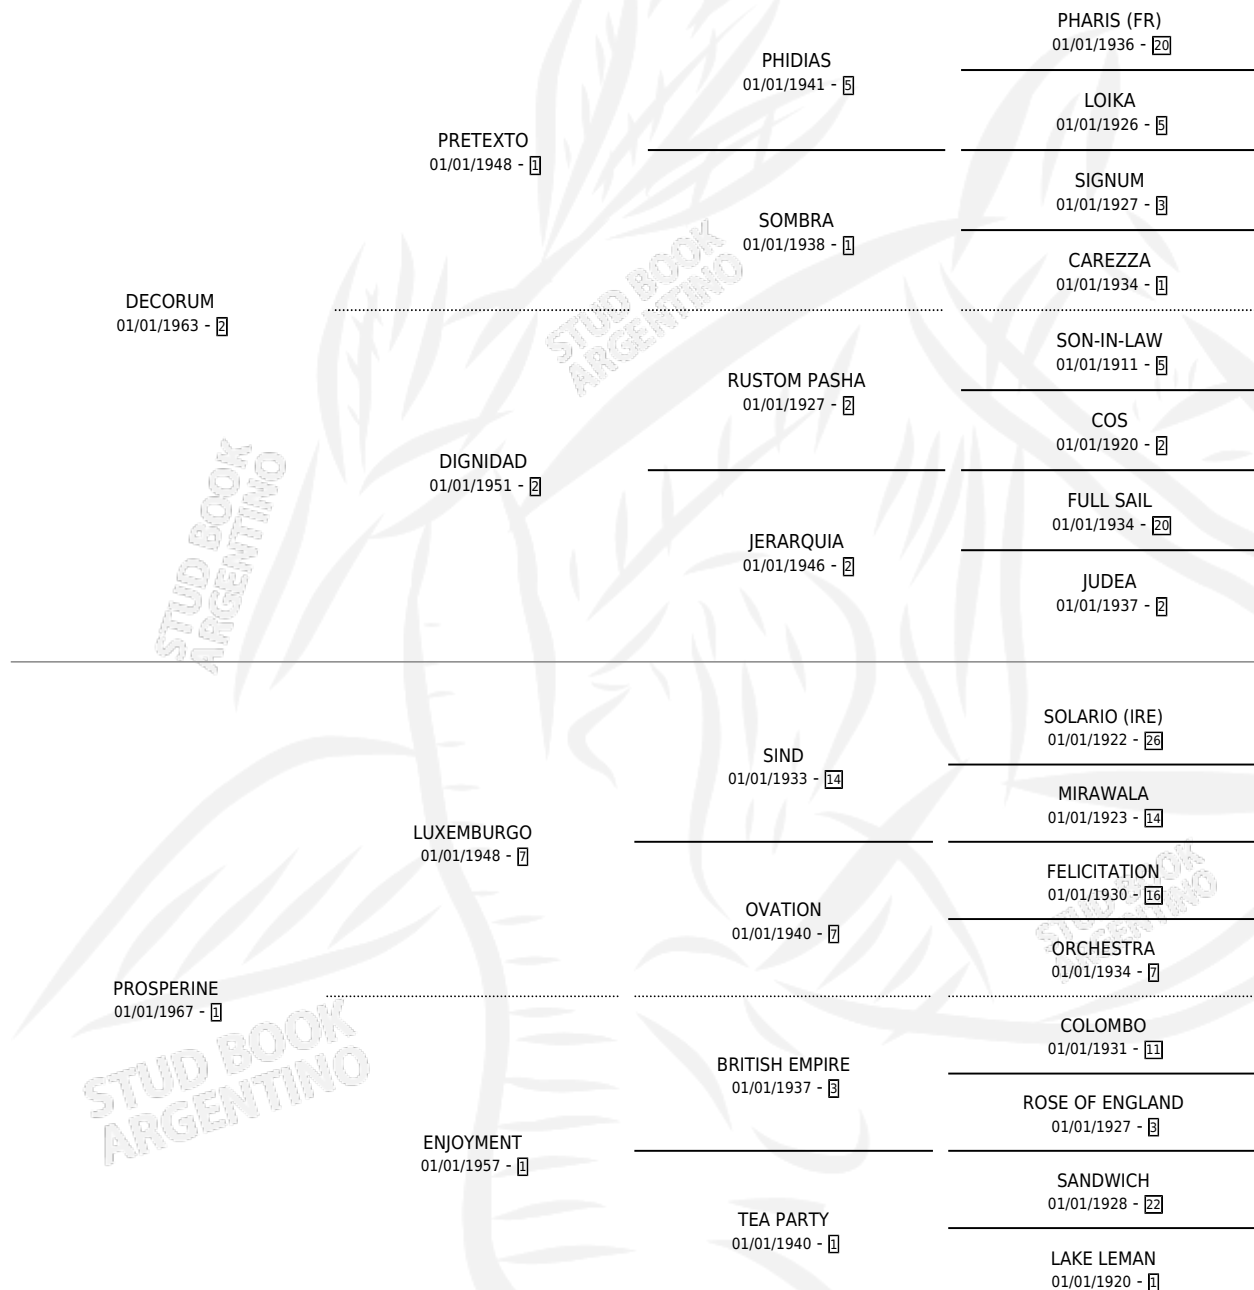 PHARIS (FR)
01/01/1936 - 20
PHIDIAS
01/01/1941 - 5
LOIKA
01/01/1926 - 5
PRETEXTO
01/01/1948 - 1
SIGNUM
01/01/1927 - 3
SOMBRA
01/01/1938 - 1
CAREZZA
01/01/1934 - 1
DECORUM
01/01/1963 - 2
STUD BOOK
ARGENTINO
SON-IN-LAW
01/01/1911 - 5
RUSTOM PASHA
01/01/1927 - 2
COS
01/01/1920 - 2
DIGNIDAD
01/01/1951 - 2
STUD BOOK
ARGENTINO
FULL SAIL
01/01/1934 - 20
JERARQUIA
01/01/1946 - 2
JUDEA
01/01/1937 - 2
SOLARIO (IRE)
01/01/1922 - 26
SIND
01/01/1933 - 14
MIRAWALA
01/01/1923 - 14
LUXEMBURGO
01/01/1948 - 7
FELICITATION
01/01/1930 - 16
OVATION
01/01/1940 - 7
STUD BOOK
ARGENTINO
ORCHESTRA
01/01/1934 - 7
PROSPERINE
01/01/1967 - 1
COLOMBO
01/01/1931 - 11
BRITISH EMPIRE
01/01/1937 - 3
STUD BOOK
ARGENTINO
ROSE OF ENGLAND
01/01/1927 - 3
ENJOYMENT
01/01/1957 - 1
SANDWICH
01/01/1928 - 22
TEA PARTY
01/01/1940 - 1
LAKE LEMAN
01/01/1920 - 1